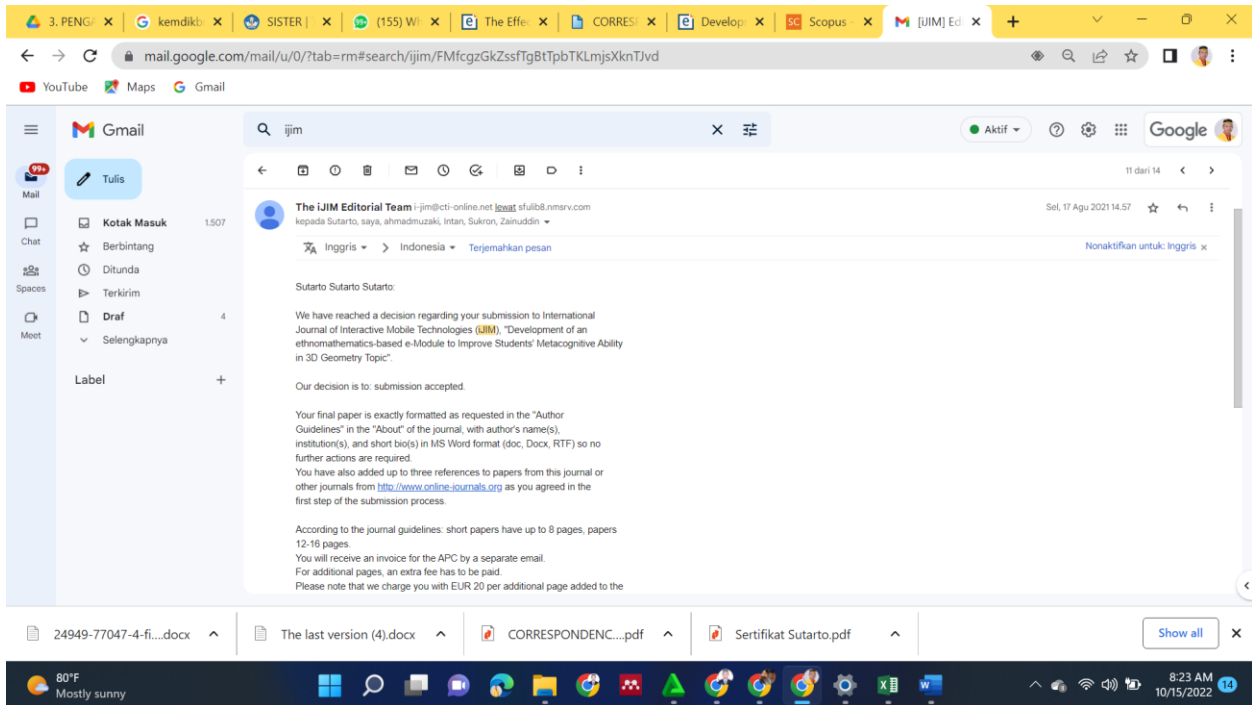 3. PENGA
kemdikb
SISTER |
(155) Wh
The Effec
CORRES
Develop
Scopus -
[iJIM] Ed
mail.google.com/mail/u/0/?tab=rm#search/ijim/FMfcgzGkZssfTgBtTpbTKLmjsXknTJvd
YouTube
Maps
Gmail
Gmail
ijim
Aktif
Google
99+
Mail
Tulis
11 dari 14
Chat
Spaces
Meet
Kotak Masuk 1.507
Berbintang
Ditunda
Terkirim
Draf 4
Selengkapnya
Label
The iJIM Editorial Team i-jim@cti-online.net lewat sfulib8.nmsrv.com
Sel, 17 Agu 2021 14.57
kepada Sutarto, saya, ahmadmuzaki, Intan, Sukron, Zainuddin
Inggris > Indonesia Terjemahkan pesan
Nonaktifkan untuk: Inggris x
Sutarto Sutarto Sutarto:
We have reached a decision regarding your submission to International
Journal of Interactive Mobile Technologies (iJIM), "Development of an
ethnomathematics-based e-Module to Improve Students' Metacognitive Ability
in 3D Geometry Topic".
Our decision is to: submission accepted.
Your final paper is exactly formatted as requested in the "Author
Guidelines" in the "About" of the journal, with author's name(s),
institution(s), and short bio(s) in MS Word format (doc, Docx, RTF) so no
further actions are required.
You have also added up to three references to papers from this journal or
other journals from http://www.online-journals.org as you agreed in the
first step of the submission process.
According to the journal guidelines: short papers have up to 8 pages, papers
12-16 pages.
You will receive an invoice for the APC by a separate email.
For additional pages, an extra fee has to be paid.
Please note that we charge you with EUR 20 per additional page added to the
24949-77047-4-fi....docx
The last version (4).docx
CORRESPONDENC....pdf
Sertifikat Sutarto.pdf
Show all
80°F
Mostly sunny
8:23 AM
10/15/2022
14